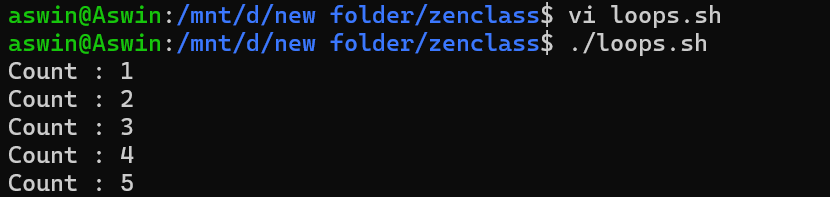 aswin@Aswin:/mnt/d/new folder/zenclass$ vi loops.sh
aswin@Aswin:/mnt/d/new folder/zenclass$ ./loops.sh
Count : 1
Count : 2
Count : 3
Count : 4
Count : 5